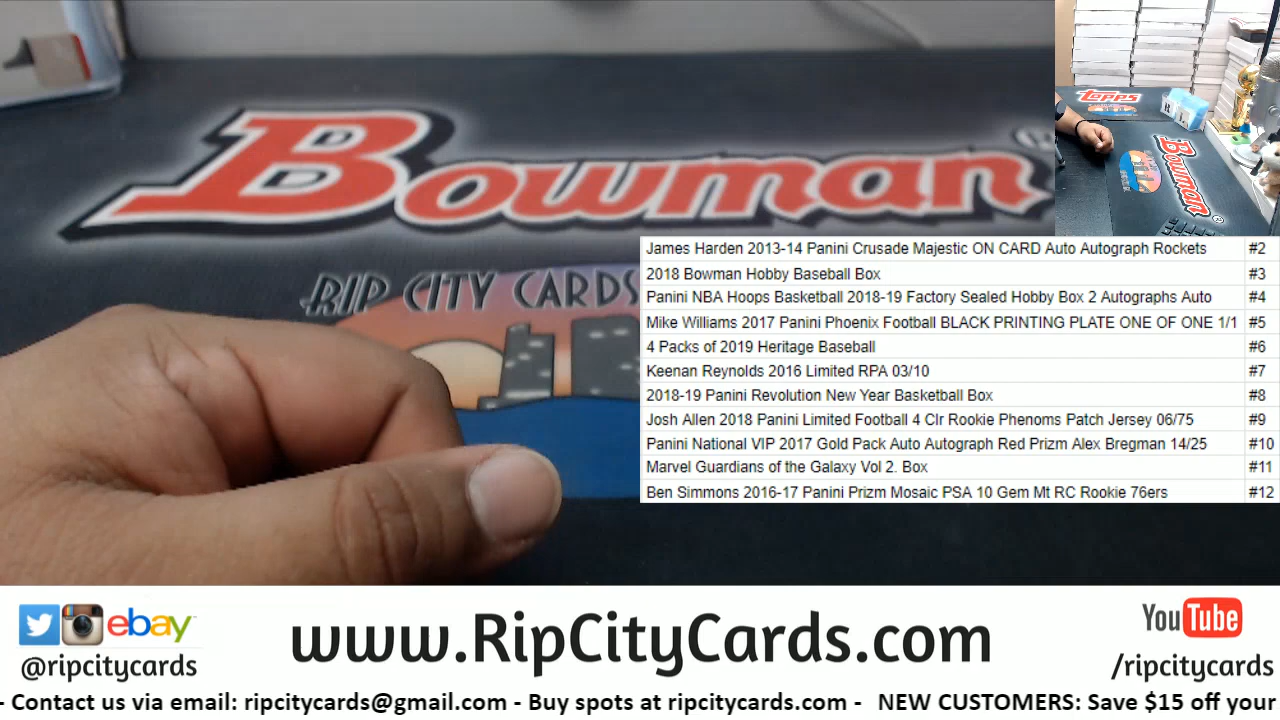 Bowman
RIP CITY CARDS
Topps
Bowman
James Harden 2013-14 Panini Crusade Majestic ON CARD Auto Autograph Rockets #2
2018 Bowman Hobby Baseball Box #3
Panini NBA Hoops Basketball 2018-19 Factory Sealed Hobby Box 2 Autographs Auto #4
Mike Williams 2017 Panini Phoenix Football BLACK PRINTING PLATE ONE OF ONE 1/1 #5
4 Packs of 2019 Heritage Baseball #6
Keenan Reynolds 2016 Limited RPA 03/10 #7
2018-19 Panini Revolution New Year Basketball Box #8
Josh Allen 2018 Panini Limited Football 4 Clr Rookie Phenoms Patch Jersey 06/75 #9
Panini National VIP 2017 Gold Pack Auto Autograph Red Prizm Alex Bregman 14/25 #10
Marvel Guardians of the Galaxy Vol 2. Box #11
Ben Simmons 2016-17 Panini Prizm Mosaic PSA 10 Gem Mt RC Rookie 76ers #12
ebay
@ripcitycards
www.RipCityCards.com
YouTube
/ripcitycards
- Contact us via email: ripcitycards@gmail.com - Buy spots at ripcitycards.com - NEW CUSTOMERS: Save $15 off your